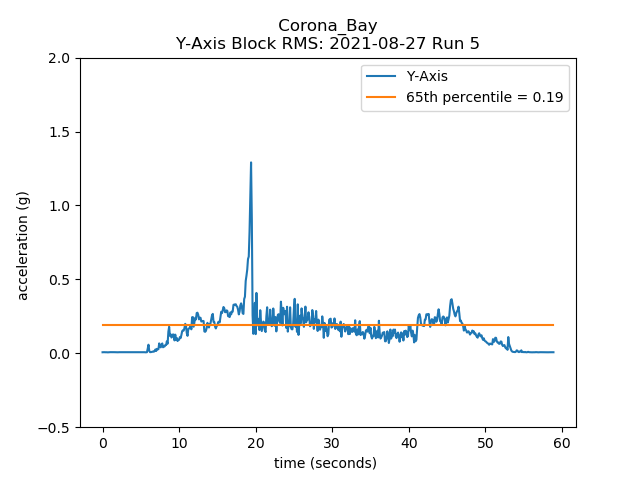 Corona_Bay
Y-Axis Block RMS: 2021-08-27 Run 5
2.0
Y-Axis
65th percentile = 0.19
1.5
1.0
0.5
0.0
−0.5
acceleration (g)
0 10 20 30 40 50 60
time (seconds)